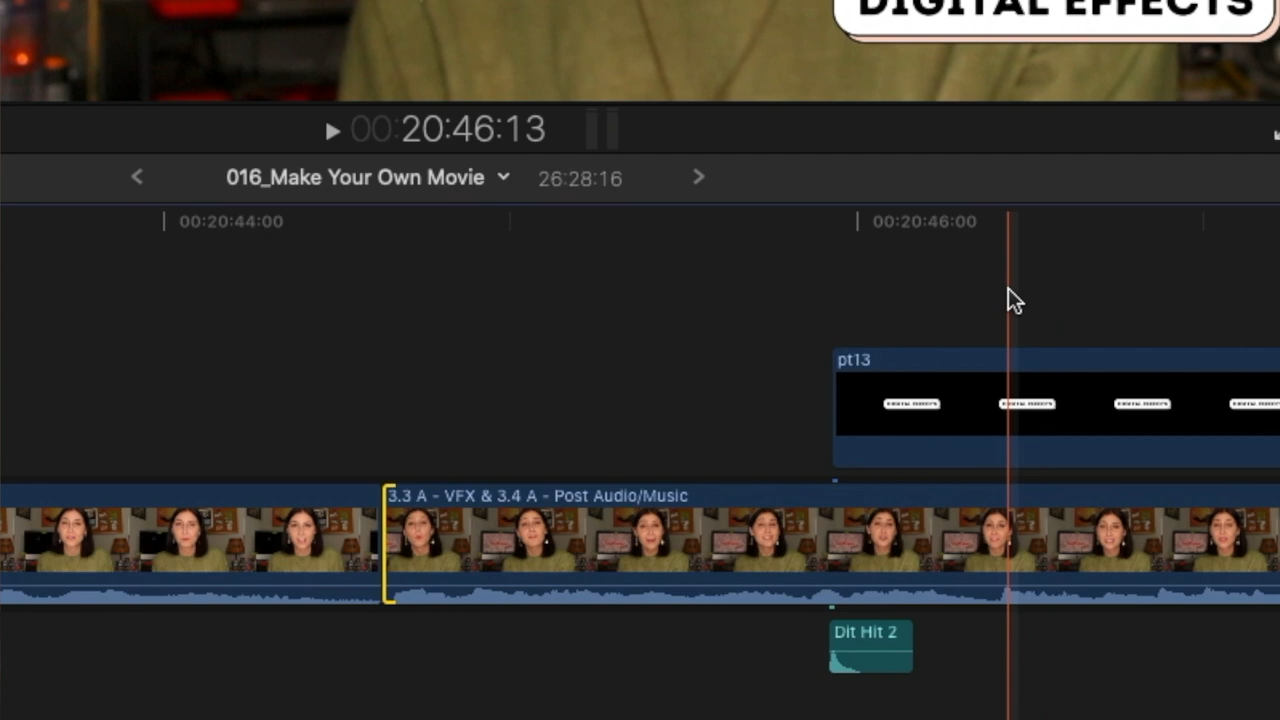 DIGITAL EFFECTS
00:20:46:13
016_Make Your Own Movie 26:28:16
00:20:44:00 00:20:46:00
pt13
3.3 A - VFX & 3.4 A - Post Audio/Music
Dit Hit 2